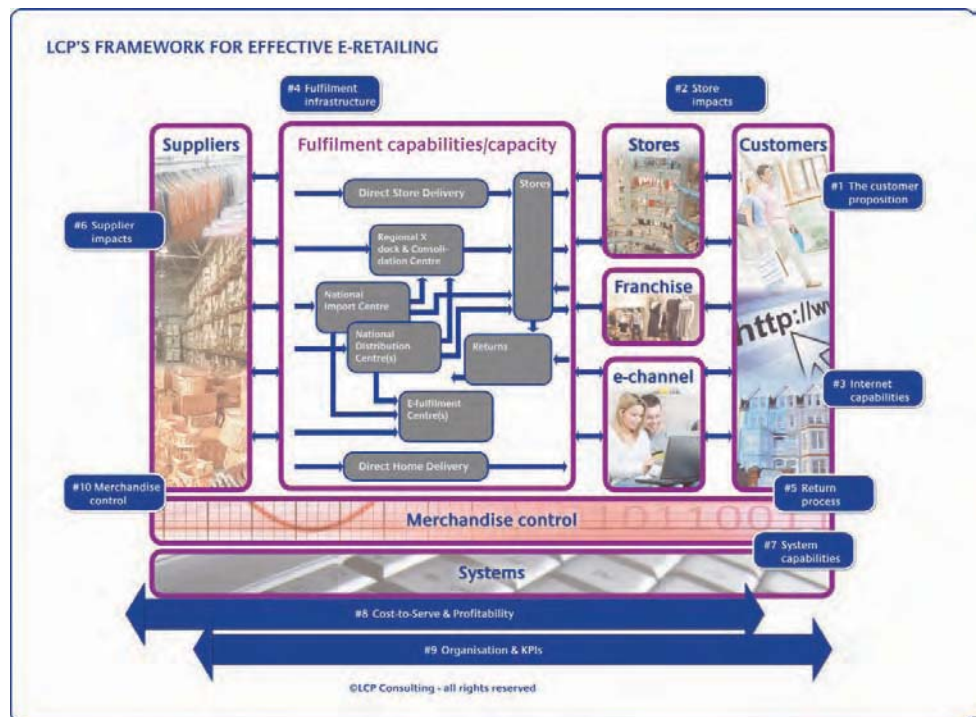 LCP'S FRAMEWORK FOR EFFECTIVE E-RETAILING
#4 Fulfilment
infrastructure
#2 Store
impacts
Suppliers
Fulfilment capabilities/capacity
Stores
Customers
#1 The customer
proposition
#6 Supplier
impacts
Direct Store Delivery
Stores
Regional X
dock & Consoli-
dation Centre
National
Import Centre
National
Distribution
Centre(s)
Returns
E-fulfilment
Centre(s)
Direct Home Delivery
Franchise
e-channel
http://w
#3 Internet
capabilities
#10 Merchandise
control
#5 Return
process
Merchandise control
10110011
#7 System
capabilities
Systems
#8 Cost-to-Serve & Profitability
#9 Organisation & KPIs
©LCP Consulting - all rights reserved